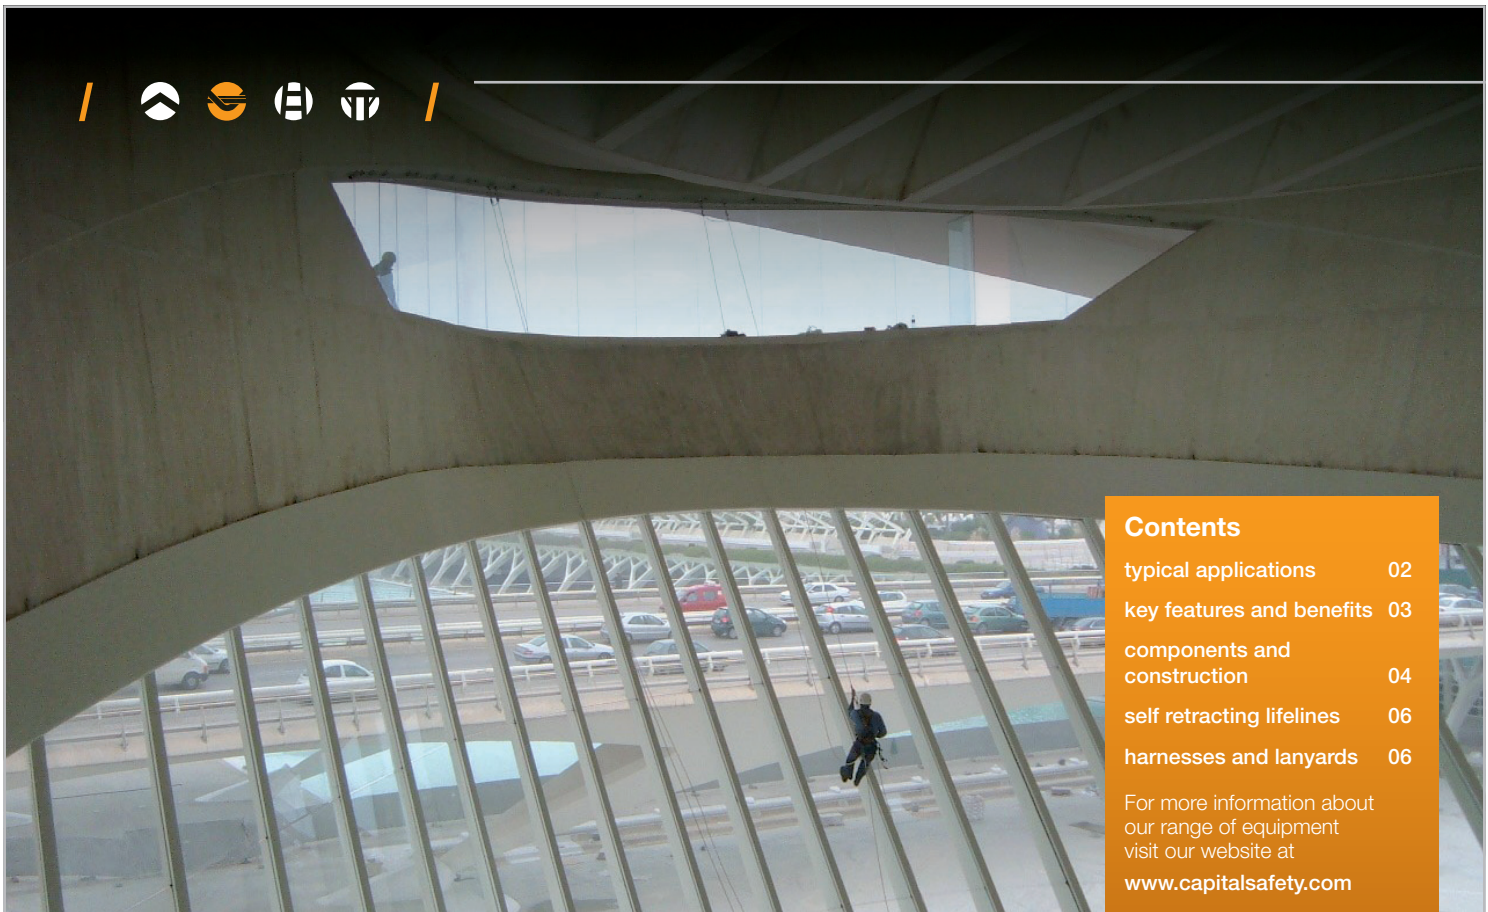 Contents
typical applications 02
key features and benefits 03
components and
construction 04
self retracting lifelines 06
harnesses and lanyards 06
For more information about
our range of equipment
visit our website at
www.capitalsafety.com